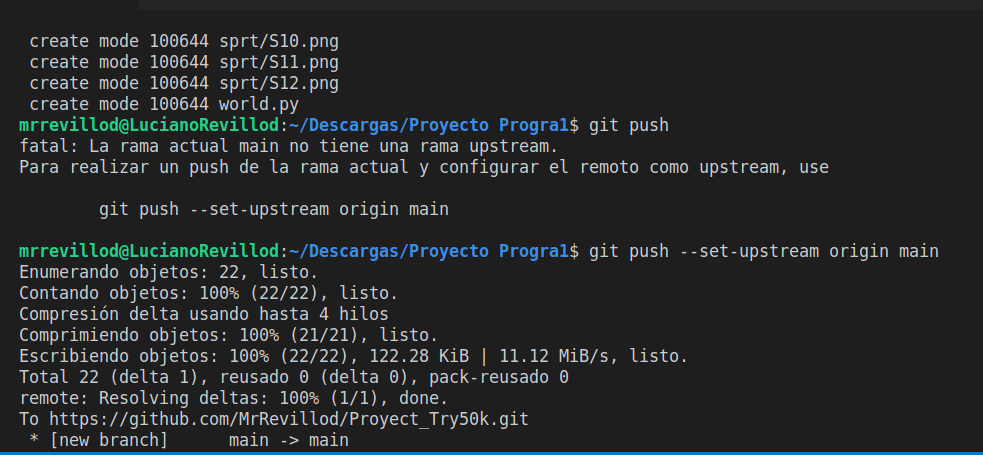 create mode 100644 sprt/S10.png
create mode 100644 sprt/S11.png
create mode 100644 sprt/S12.png
create mode 100644 world.py
mrrevillod@LucianoRevillod:~/Descargas/Proyecto Progra1$ git push
fatal: La rama actual main no tiene una rama upstream.
Para realizar un push de la rama actual y configurar el remoto como upstream, use
git push --set-upstream origin main
mrrevillod@LucianoRevillod:~/Descargas/Proyecto Progra1$ git push --set-upstream origin main
Enumerando objetos: 22, listo.
Contando objetos: 100% (22/22), listo.
Compresión delta usando hasta 4 hilos
Comprimiendo objetos: 100% (21/21), listo.
Escribiendo objetos: 100% (22/22), 122.28 KiB | 11.12 MiB/s, listo.
Total 22 (delta 1), reusado 0 (delta 0), pack-reusado 0
remote: Resolving deltas: 100% (1/1), done.
To https://github.com/MrRevillod/Proyect_Try50k.git
* [new branch]      main -> main